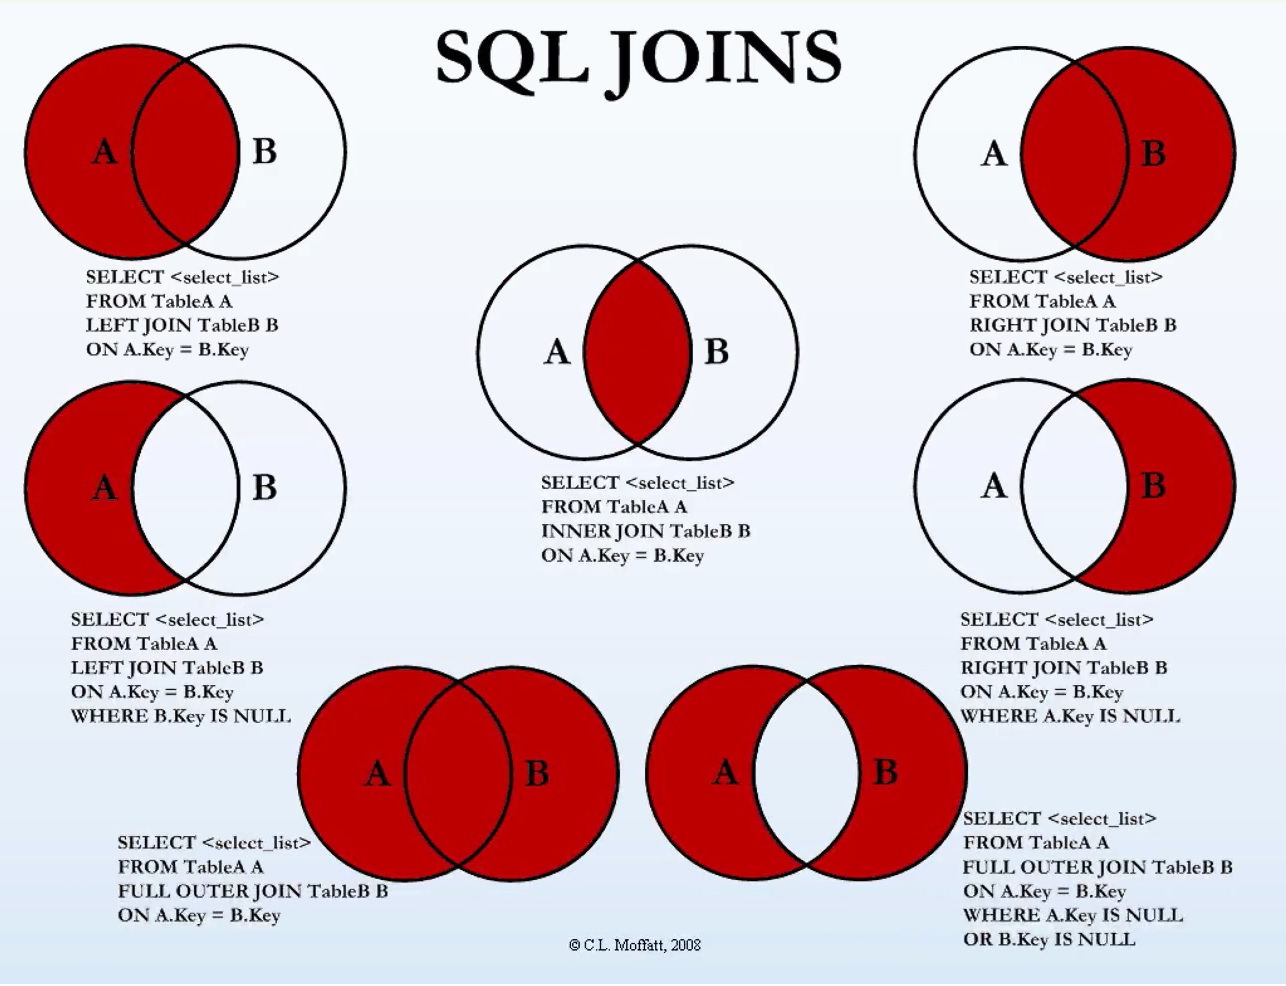 SQL JOINS
A B
SELECT <select_list>
FROM TableA A
LEFT JOIN TableB B
ON A.Key = B.Key
A B
SELECT <select_list>
FROM TableA A
RIGHT JOIN TableB B
ON A.Key = B.Key
A B
SELECT <select_list>
FROM TableA A
INNER JOIN TableB B
ON A.Key = B.Key
A B
SELECT <select_list>
FROM TableA A
LEFT JOIN TableB B
ON A.Key = B.Key
WHERE B.Key IS NULL
A B
SELECT <select_list>
FROM TableA A
RIGHT JOIN TableB B
ON A.Key = B.Key
WHERE A.Key IS NULL
A B
SELECT <select_list>
FROM TableA A
FULL OUTER JOIN TableB B
ON A.Key = B.Key
A B
SELECT <select_list>
FROM TableA A
FULL OUTER JOIN TableB B
ON A.Key = B.Key
WHERE A.Key IS NULL
OR B.Key IS NULL
© C.L. Moffatt, 2008